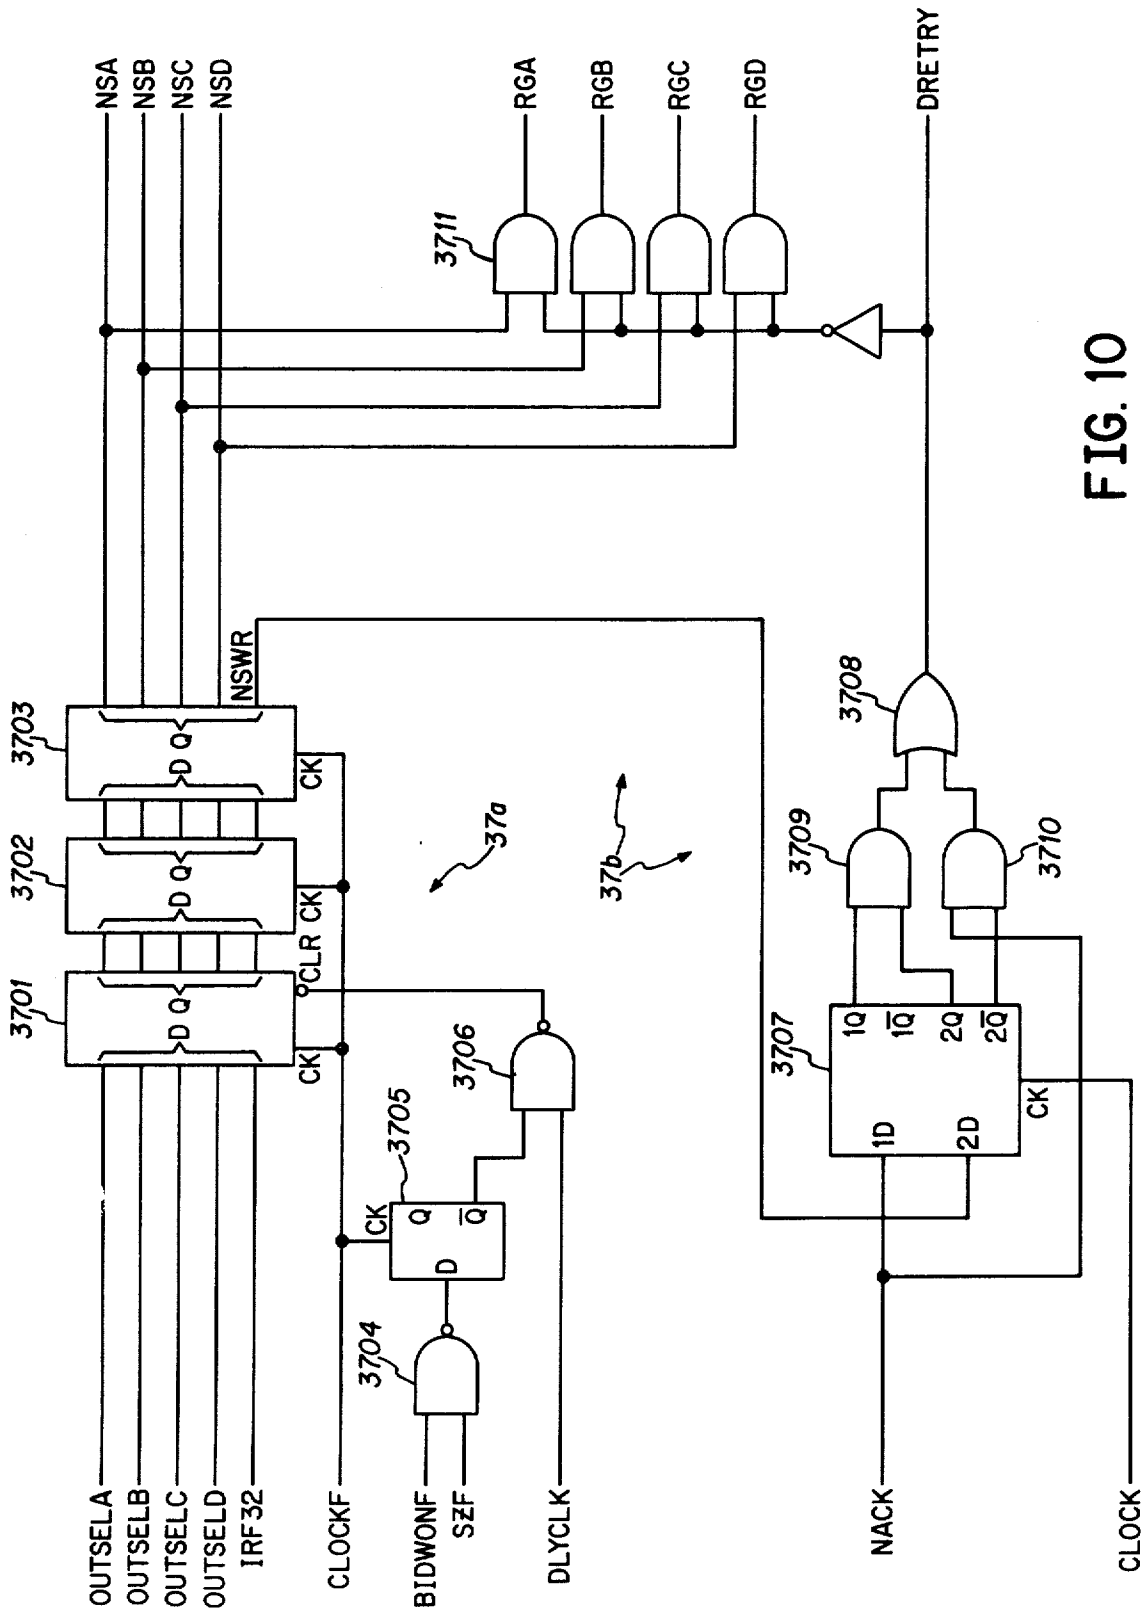 OUTSELA
OUTSELB
OUTSELC
OUTSELD
IRF32
CLOCKF
BIDWONF
SZF
DLYCLK
NACK
CLOCK
3701
D Q
CK
CLR
3702
D Q
CK
3703
D Q
CK
NSWR
3704
3705
CK
D
Q
Q̅
3706
37a
37b
3707
1D
2D
1Q
1Q̅
2Q
2Q̅
CK
3708
3709
3710
3711
NSA
NSB
NSC
NSD
RGA
RGB
RGC
RGD
DRETRY
FIG. 10